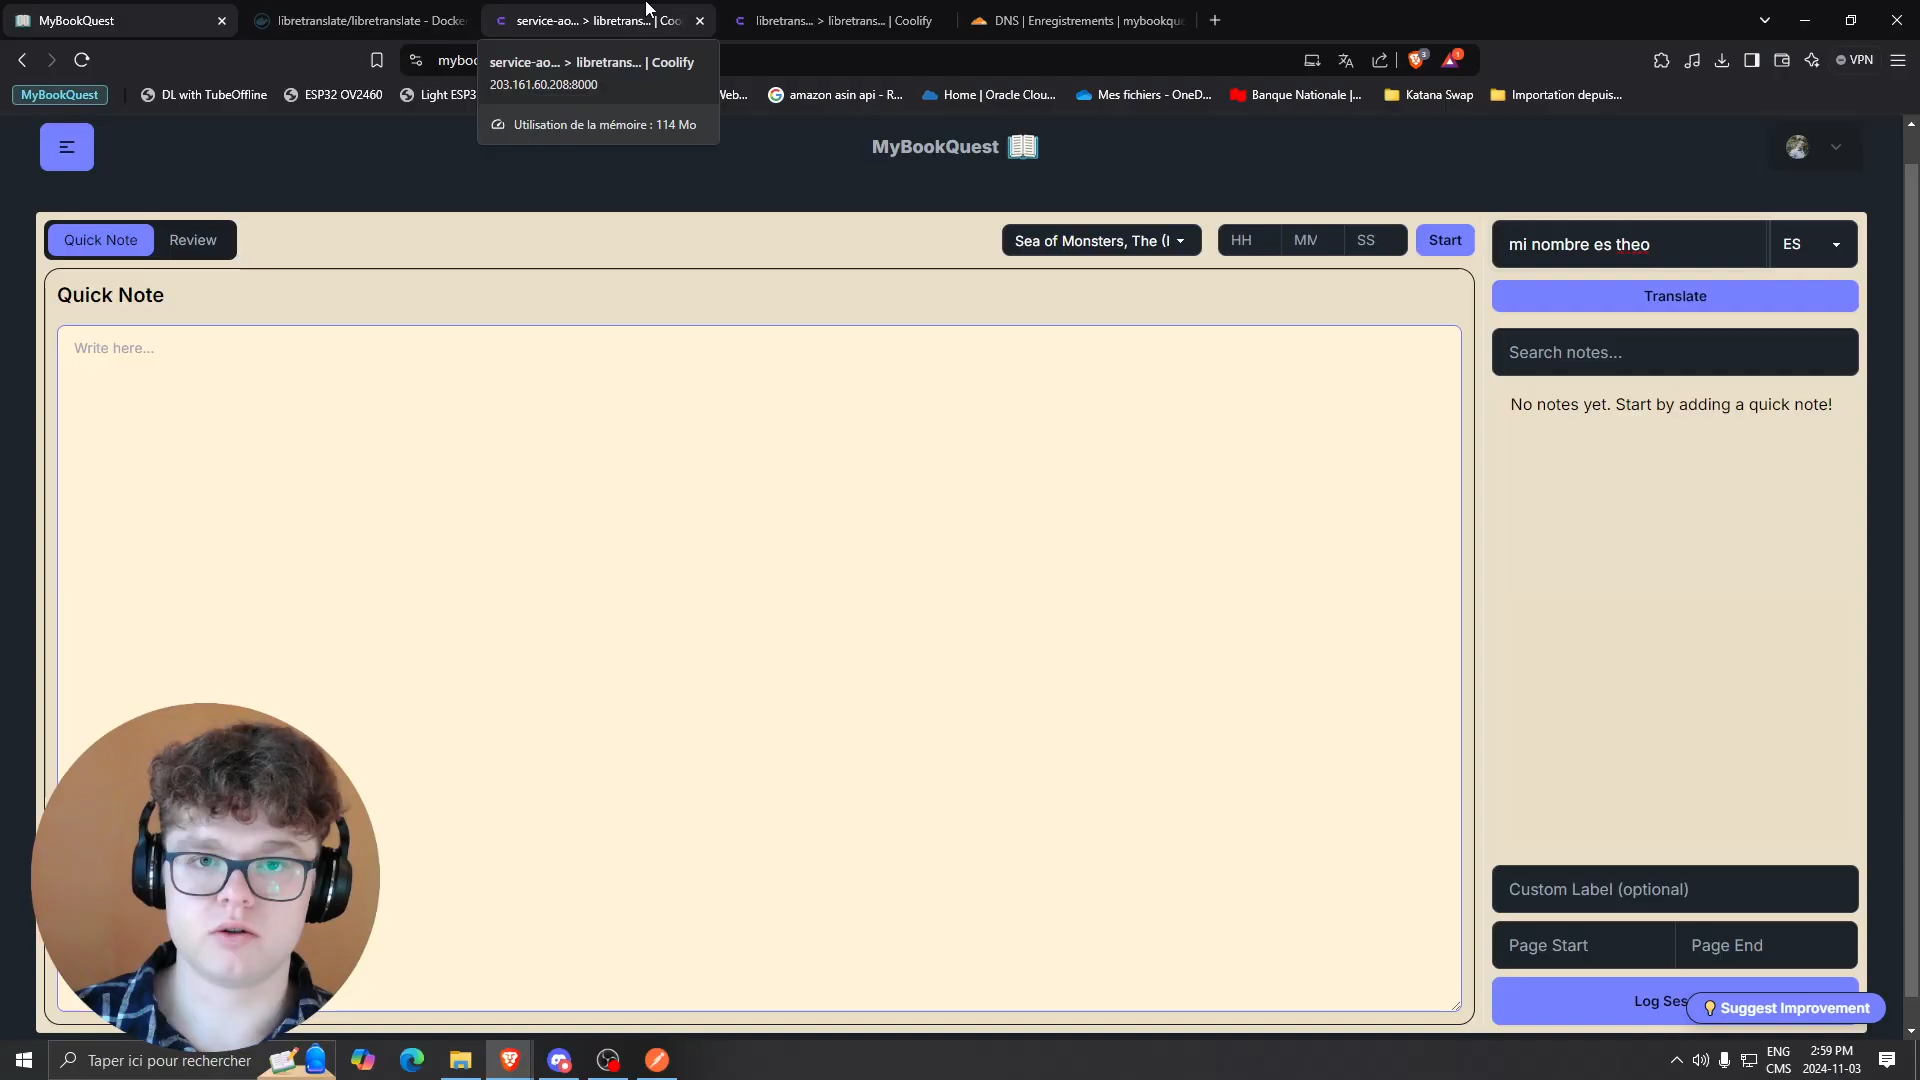 MyBookQuest
libretranslate/libretranslate - Docke
service-ao... > libretrans... | Coo
libretrans... > libretrans... | Coolify
DNS | Enregistrements | mybookque
myboo
VPN
service-ao... > libretrans... | Coolify
203.161.60.208:8000
Utilisation de la mémoire : 114 Mo
MyBookQuest
DL with TubeOffline
ESP32 OV2460
Light ESP3
Web...
amazon asin api - R...
Home | Oracle Clou...
Mes fichiers - OneD...
Banque Nationale |...
Katana Swap
Importation depuis...
MyBookQuest
Quick Note
Review
Sea of Monsters, The (I
HH
MM
SS
Start
mi nombre es theo
ES
Quick Note
Translate
Write here...
Search notes...
No notes yet. Start by adding a quick note!
Custom Label (optional)
Page Start
Page End
Log Ses
Suggest Improvement
Taper ici pour rechercher
ENG
CMS
2:59 PM
2024-11-03